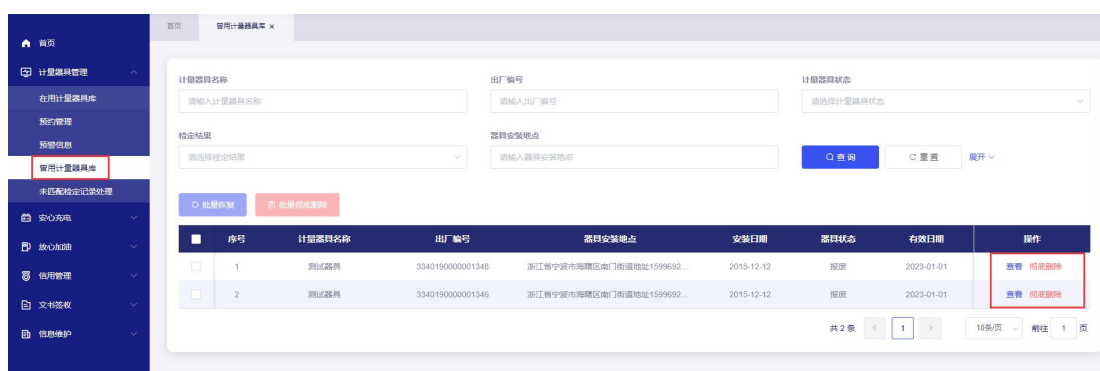 首页 曾用计量器具库 ×
首页
计量器具管理
在用计量器具库
预约管理
预警信息
曾用计量器具库
未匹配检定记录处理
安心充电
放心加油
信用管理
文书签收
信息维护
计量器具名称 出厂编号 计量器具状态
请输入计量器具名称 请输入出厂编号 请选择计量器具状态
检定结果 器具安装地点
请选择检定结果 请输入器具安装地点 查询 重置 展开
批量恢复 批量彻底删除
序号 计量器具名称 出厂编号 器具安装地点 安装日期 器具状态 有效日期 操作
1 测试器具 3340190000001348 浙江省宁波市海曙区南门街道地址1599692... 2015-12-12 报废 2023-01-01 查看 彻底删除
2 测试器具 3340190000001346 浙江省宁波市海曙区南门街道地址1599692... 2015-12-12 报废 2023-01-01 查看 彻底删除
共 2 条 < 1 > 10条/页 前往 1 页